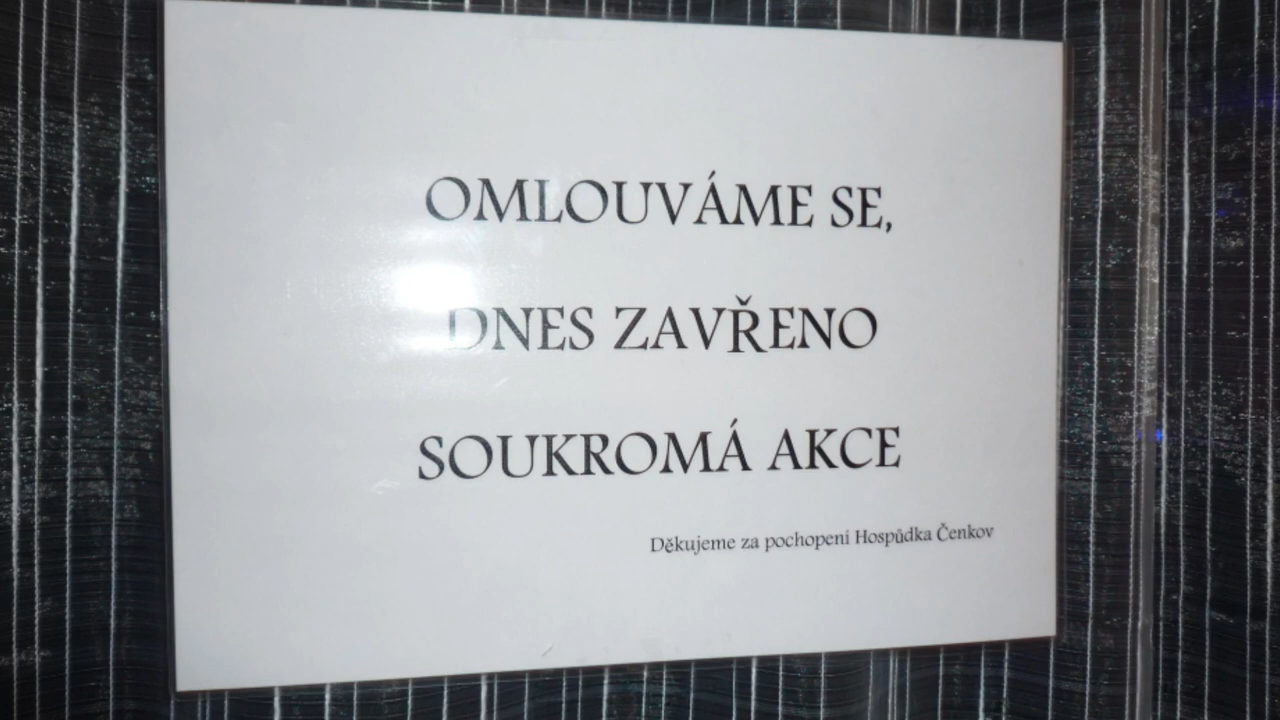 OMLOUVÁME SE,
DNES ZAVŘENO
SOUKROMÁ AKCE
Děkujeme za pochopení Hospůdka Čenkov